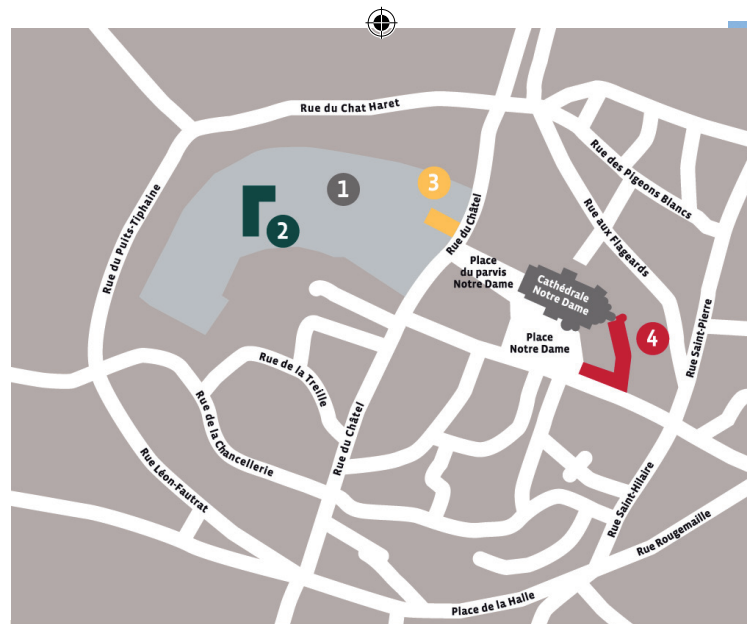 Rue du Chat Haret
Rue des Pigeons Blancs
1
3
2
Rue du Puits-Tiphaine
Rue du Châtel
Rue aux Flageards
Place
du parvis
Notre Dame
Cathédrale
Notre Dame
Place
Notre Dame
4
Rue Saint-Pierre
Rue de la Treille
Rue de la Chancellerie
Rue du Châtel
Rue Léon-Fautrat
Rue Saint-Hilaire
Rue Rougemaille
Place de la Halle